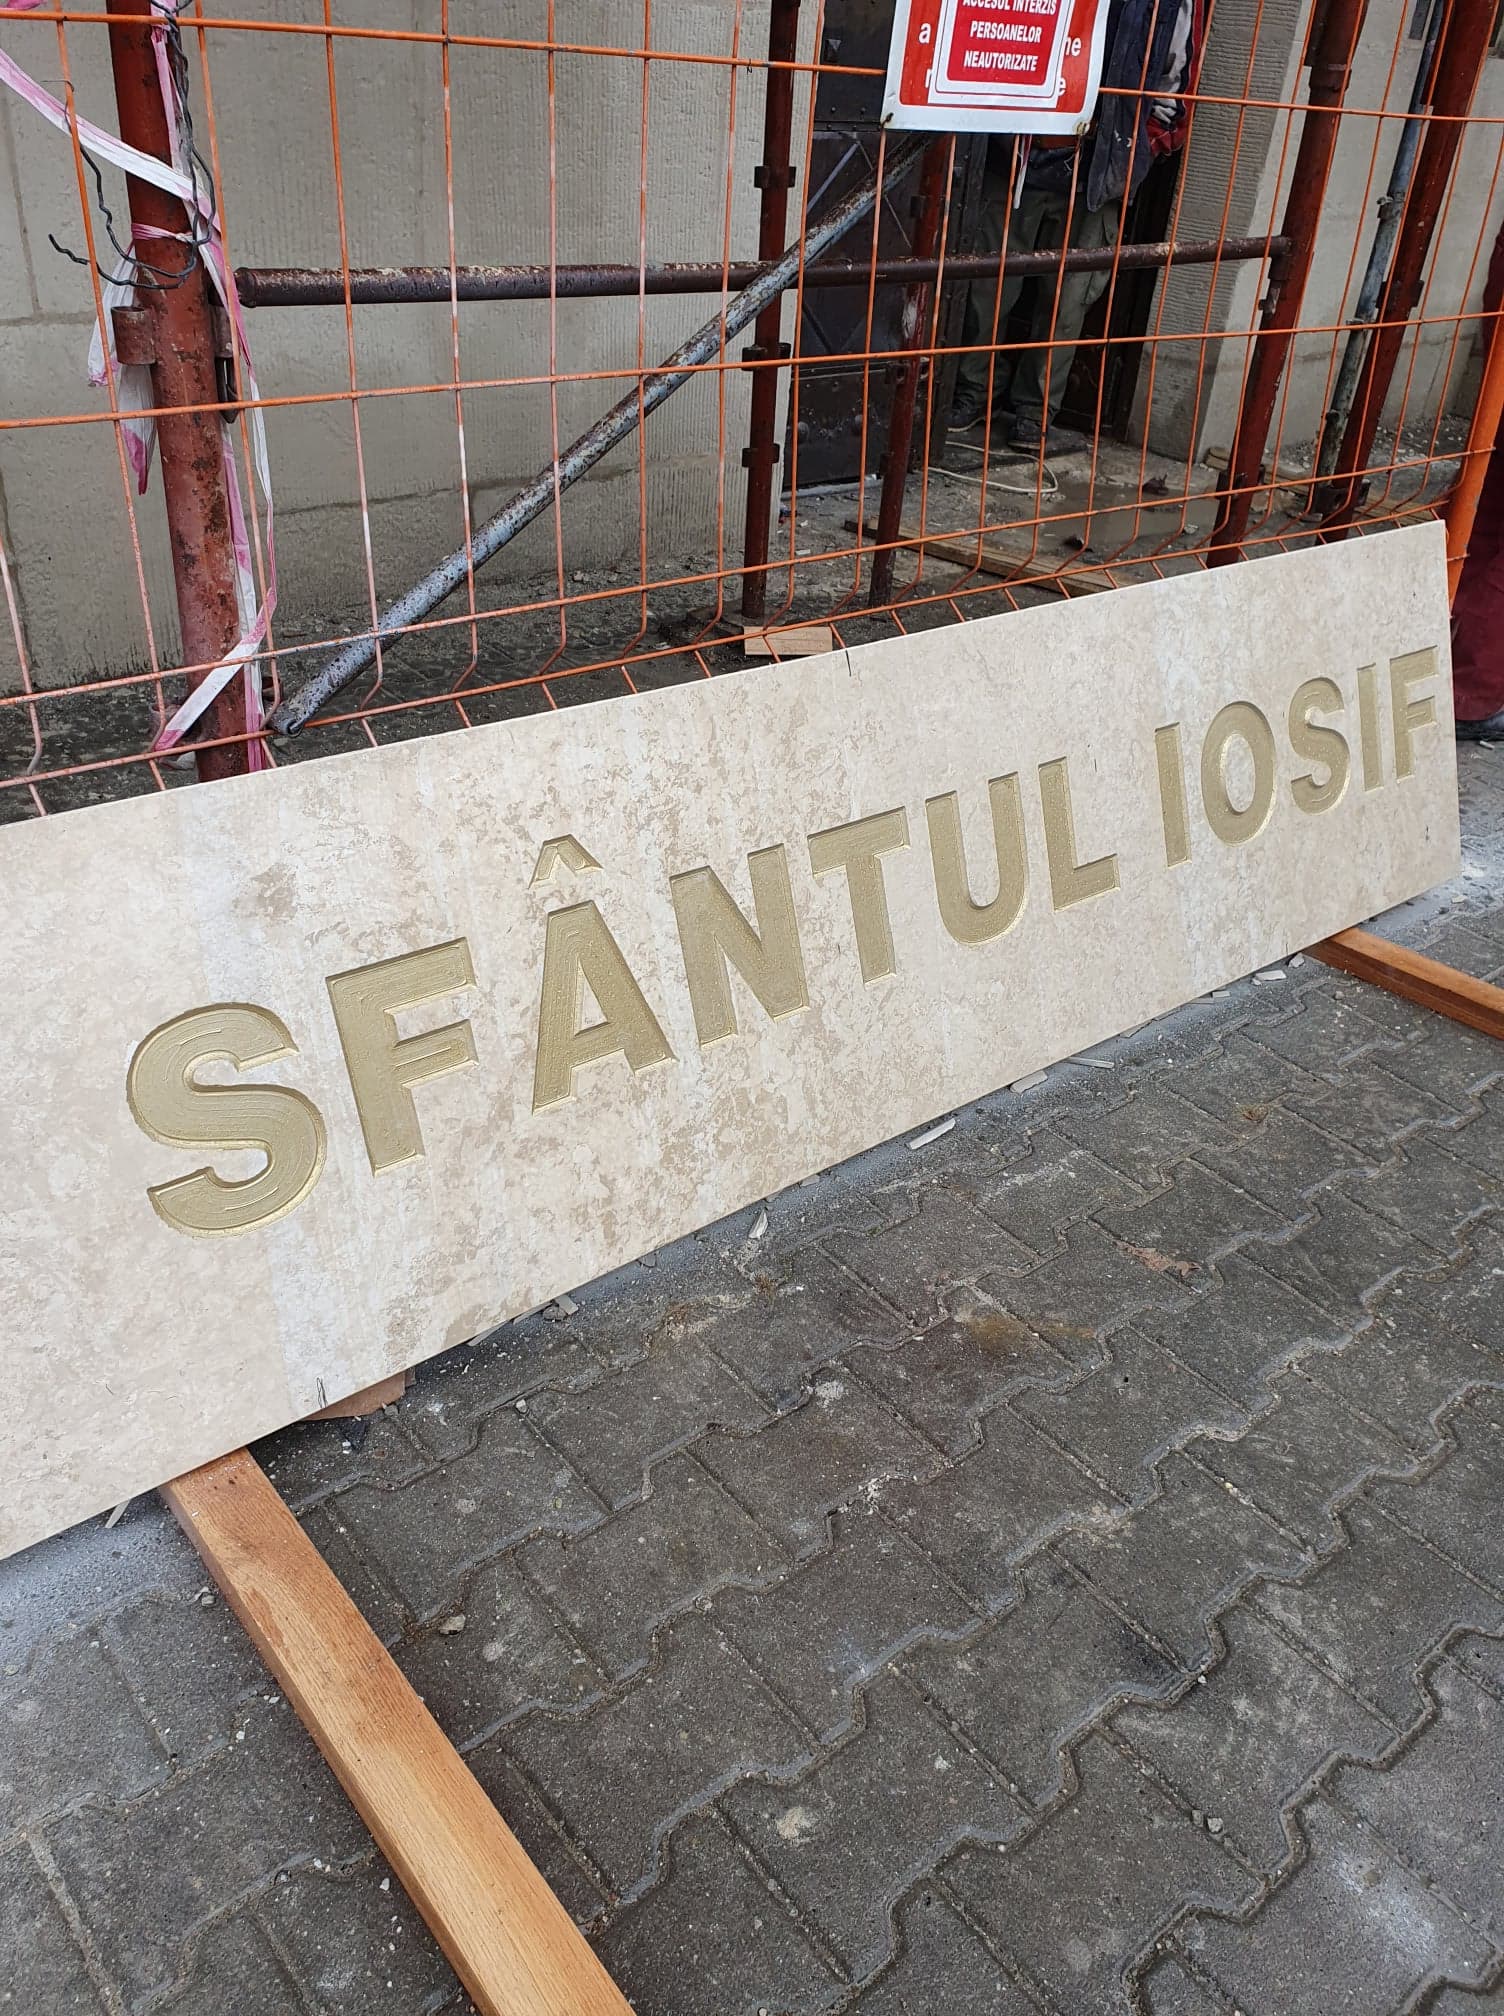 ACCESUL INTERZIS
PERSOANELOR
NEAUTORIZATE
SFÂNTUL IOSIF